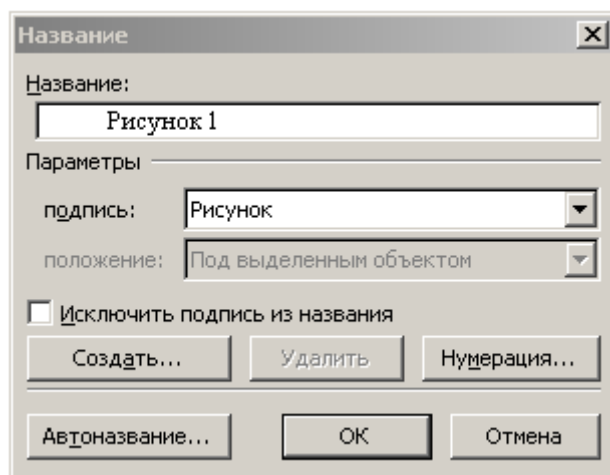 Название
Название:
Рисунок 1
Параметры
подпись: Рисунок
положение: Под выделенным объектом
Исключить подпись из названия
Создать... Удалить Нумерация...
Автоназвание... ОК Отмена